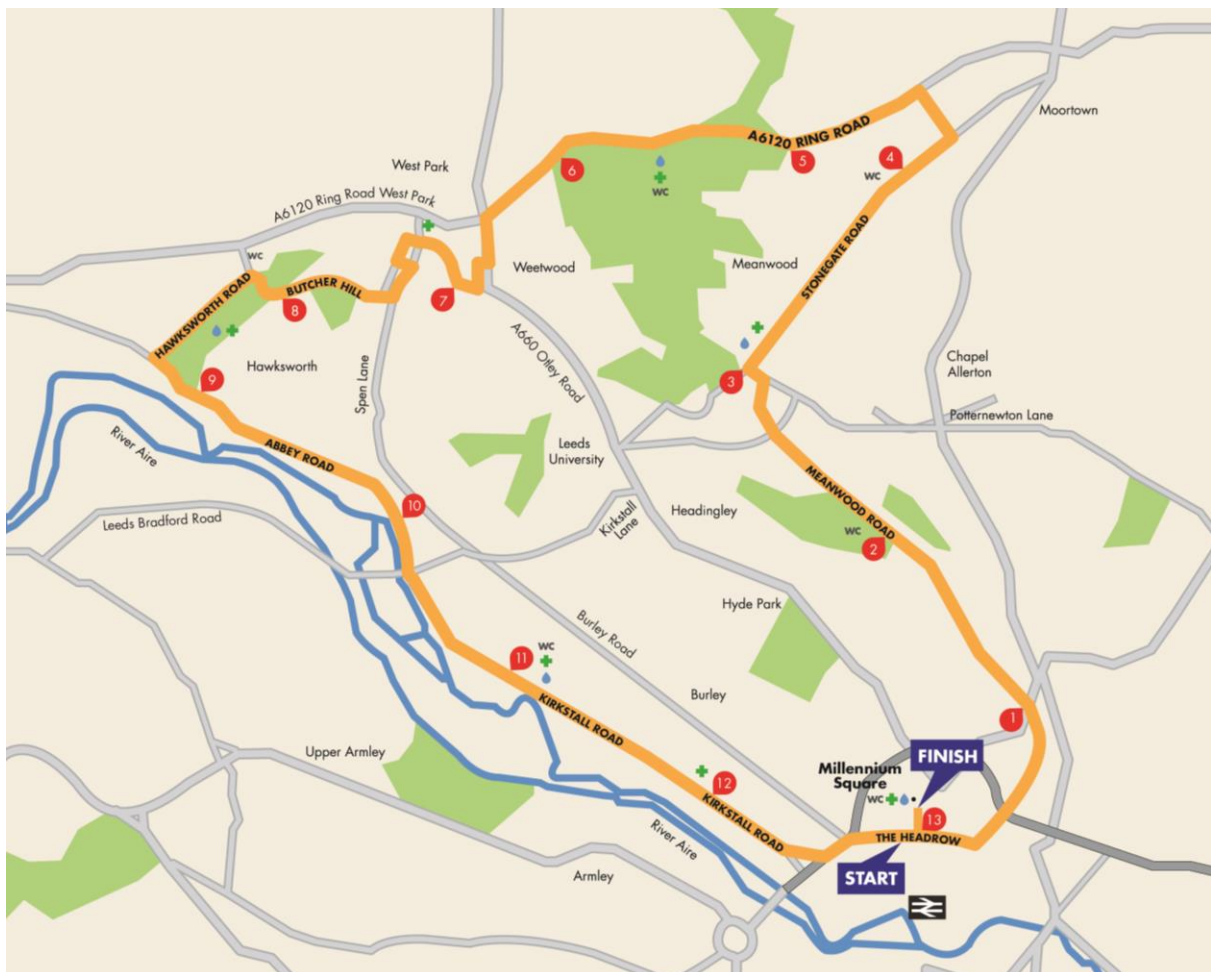 Moortown
A6120 RING ROAD
4
5
WC
West Park
6
WC
A6120 Ring Road West Park
STONEGATE ROAD
WC
Weetwood
Meanwood
HAWKSWORTH ROAD
BUTCHER HILL
8
7
A660 Otley Road
Hawksworth
Chapel
Allerton
9
3
Spen Lane
Potternewton Lane
River Aire
ABBEY ROAD
Leeds
University
MEANWOOD ROAD
10
Leeds Bradford Road
Kirkstall
Lane
Headingley
WC
2
Hyde Park
Burley Road
11
WC
KIRKSTALL ROAD
Burley
1
Upper Armley
FINISH
Millennium
Square
12
WC
KIRKSTALL ROAD
13
THE HEADROW
River Aire
Armley
START